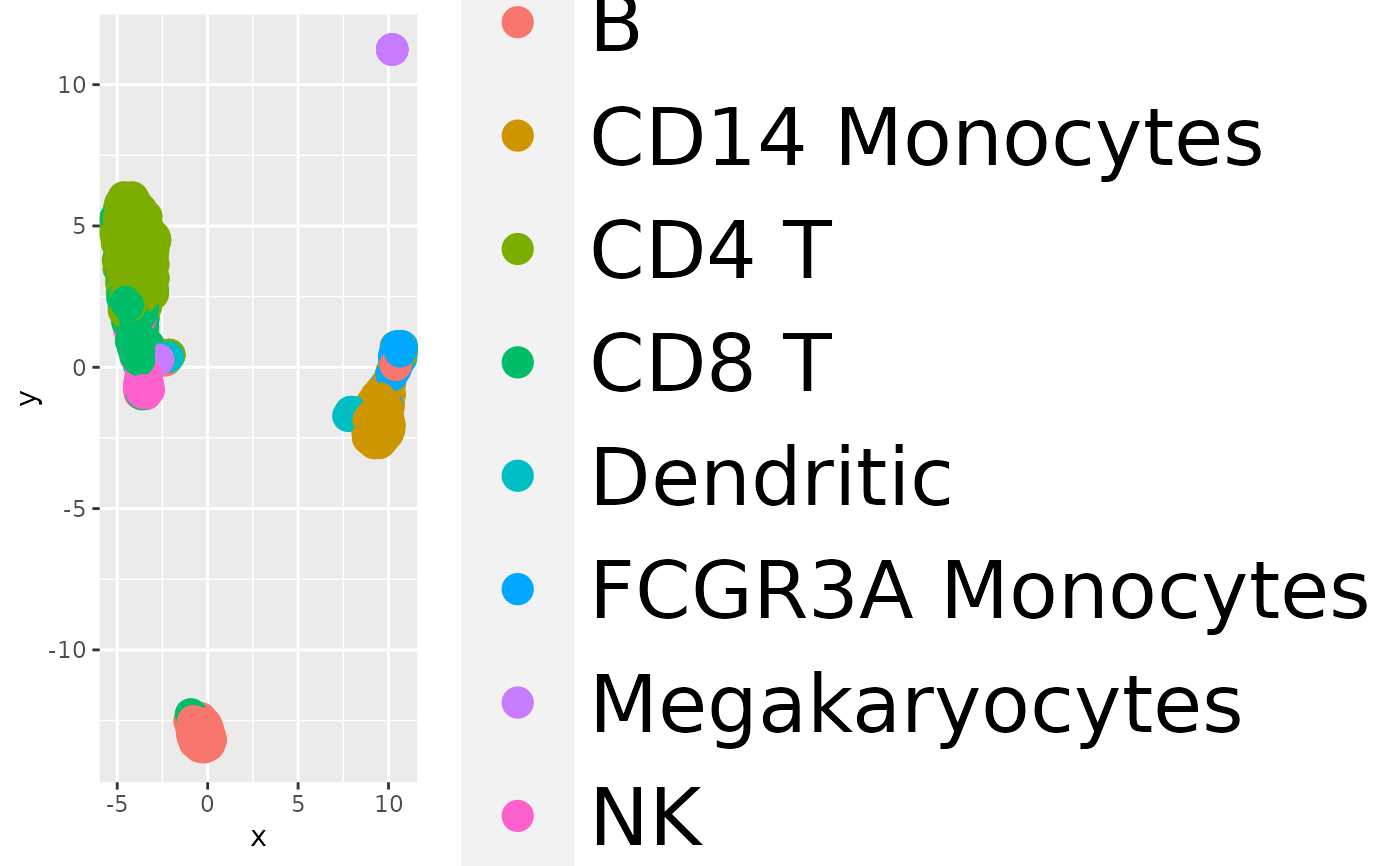 10
5
0
-5
-10
y
-5 0 5 10
x
B
CD14 Monocytes
CD4 T
CD8 T
Dendritic
FCGR3A Monocytes
Megakaryocytes
NK